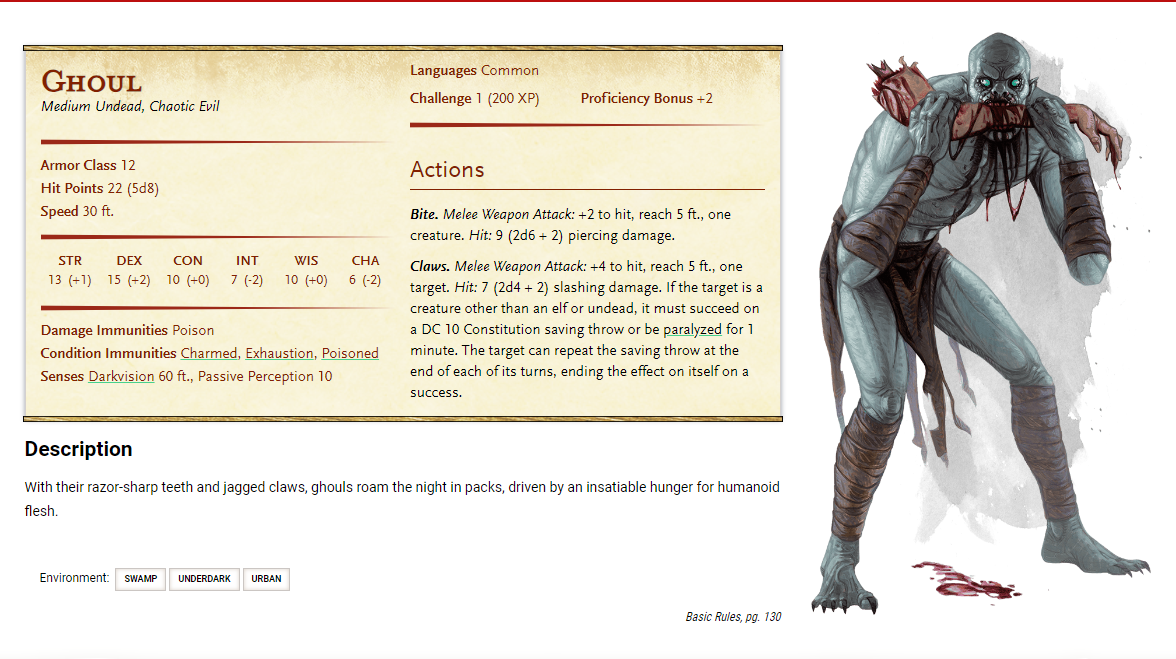 GHOUL
Medium Undead, Chaotic Evil
Armor Class 12
Hit Points 22 (5d8)
Speed 30 ft.
STR DEX CON INT WIS CHA
13 (+1) 15 (+2) 10 (+0) 7 (-2) 10 (+0) 6 (-2)
Damage Immunities Poison
Condition Immunities Charmed, Exhaustion, Poisoned
Senses Darkvision 60 ft., Passive Perception 10
Languages Common
Challenge 1 (200 XP) Proficiency Bonus +2
Actions
Bite. Melee Weapon Attack: +2 to hit, reach 5 ft., one
creature. Hit: 9 (2d6 + 2) piercing damage.
Claws. Melee Weapon Attack: +4 to hit, reach 5 ft., one
target. Hit: 7 (2d4 + 2) slashing damage. If the target is a
creature other than an elf or undead, it must succeed on
a DC 10 Constitution saving throw or be paralyzed for 1
minute. The target can repeat the saving throw at the
end of each of its turns, ending the effect on itself on a
success.
Description
With their razor-sharp teeth and jagged claws, ghouls roam the night in packs, driven by an insatiable hunger for humanoid
flesh.
Environment: SWAMP UNDERDARK URBAN
Basic Rules, pg. 130